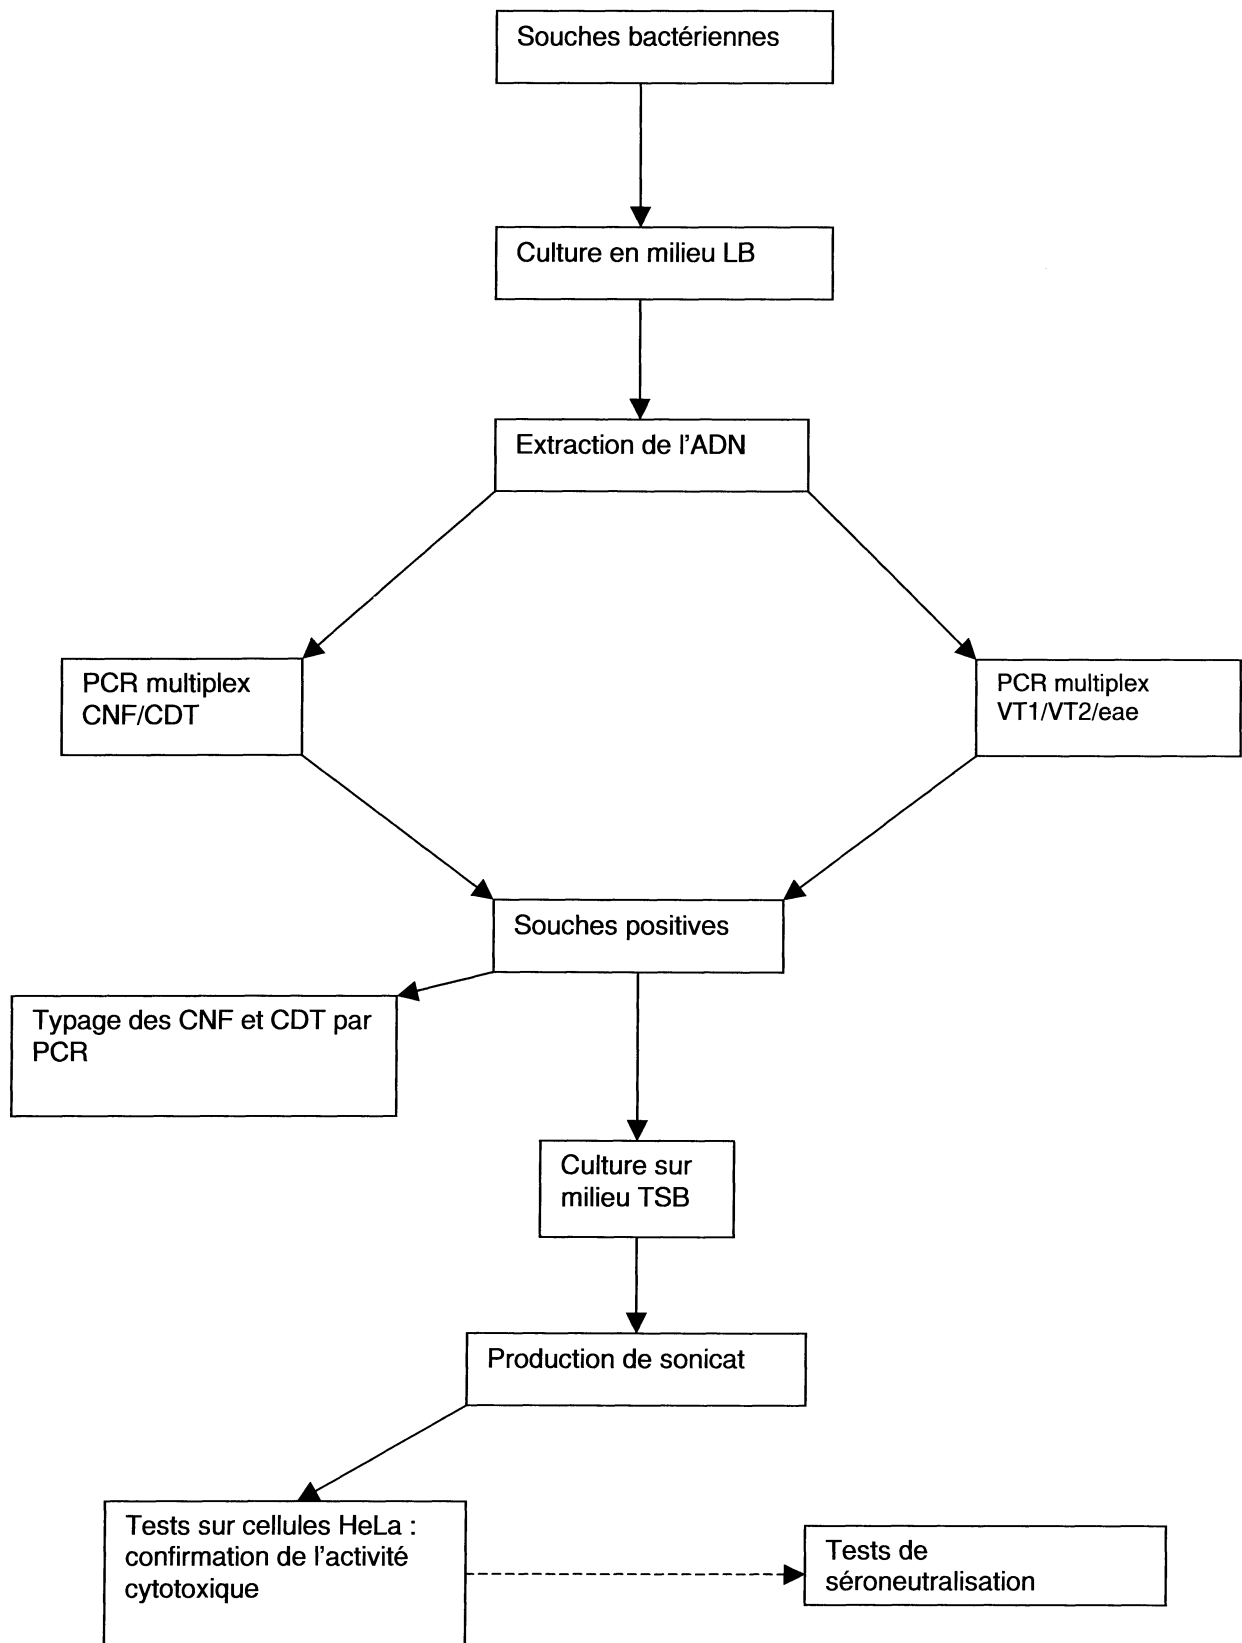 Souches bactériennes
Culture en milieu LB
Extraction de l'ADN
PCR multiplex
CNF/CDT
PCR multiplex
VT1/VT2/eae
Souches positives
Typage des CNF et CDT par
PCR
Culture sur
milieu TSB
Production de sonicat
Tests sur cellules HeLa :
confirmation de l'activité
cytotoxique
Tests de
séroneutralisation